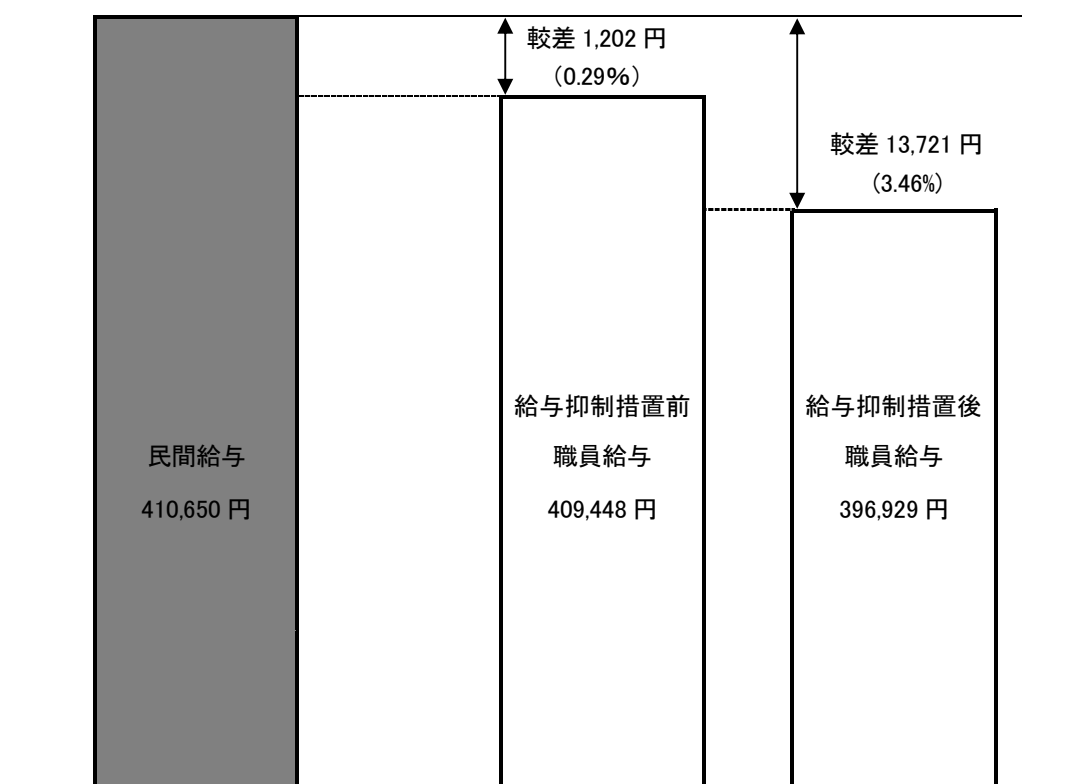 較差 1,202 円
（0.29％）
較差 13,721 円
（3.46%）
民間給与
410,650 円
給与抑制措置前
職員給与
409,448 円
給与抑制措置後
職員給与
396,929 円